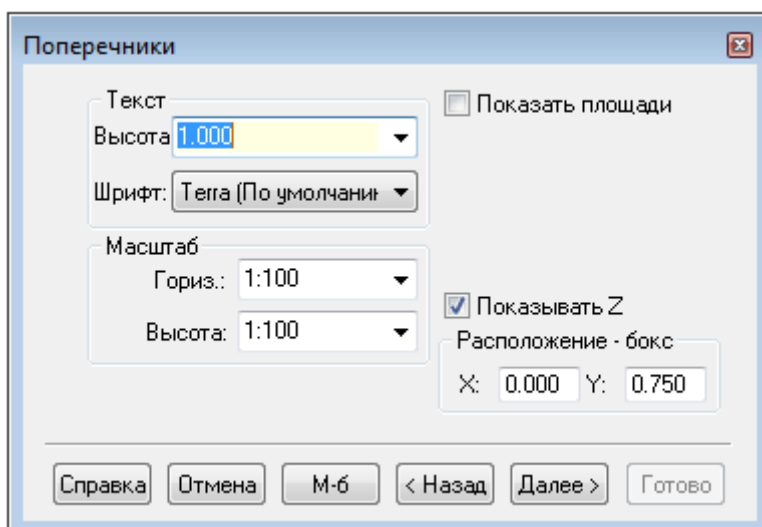 Поперечники
Текст
Показать площади
Высота 1.000
Шрифт: Terra (По умолчани
Масштаб
Гориз.: 1:100
Показывать Z
Высота: 1:100
Расположение - бокс
X: 0.000 Y: 0.750
Справка Отмена М-б < Назад Далее > Готово